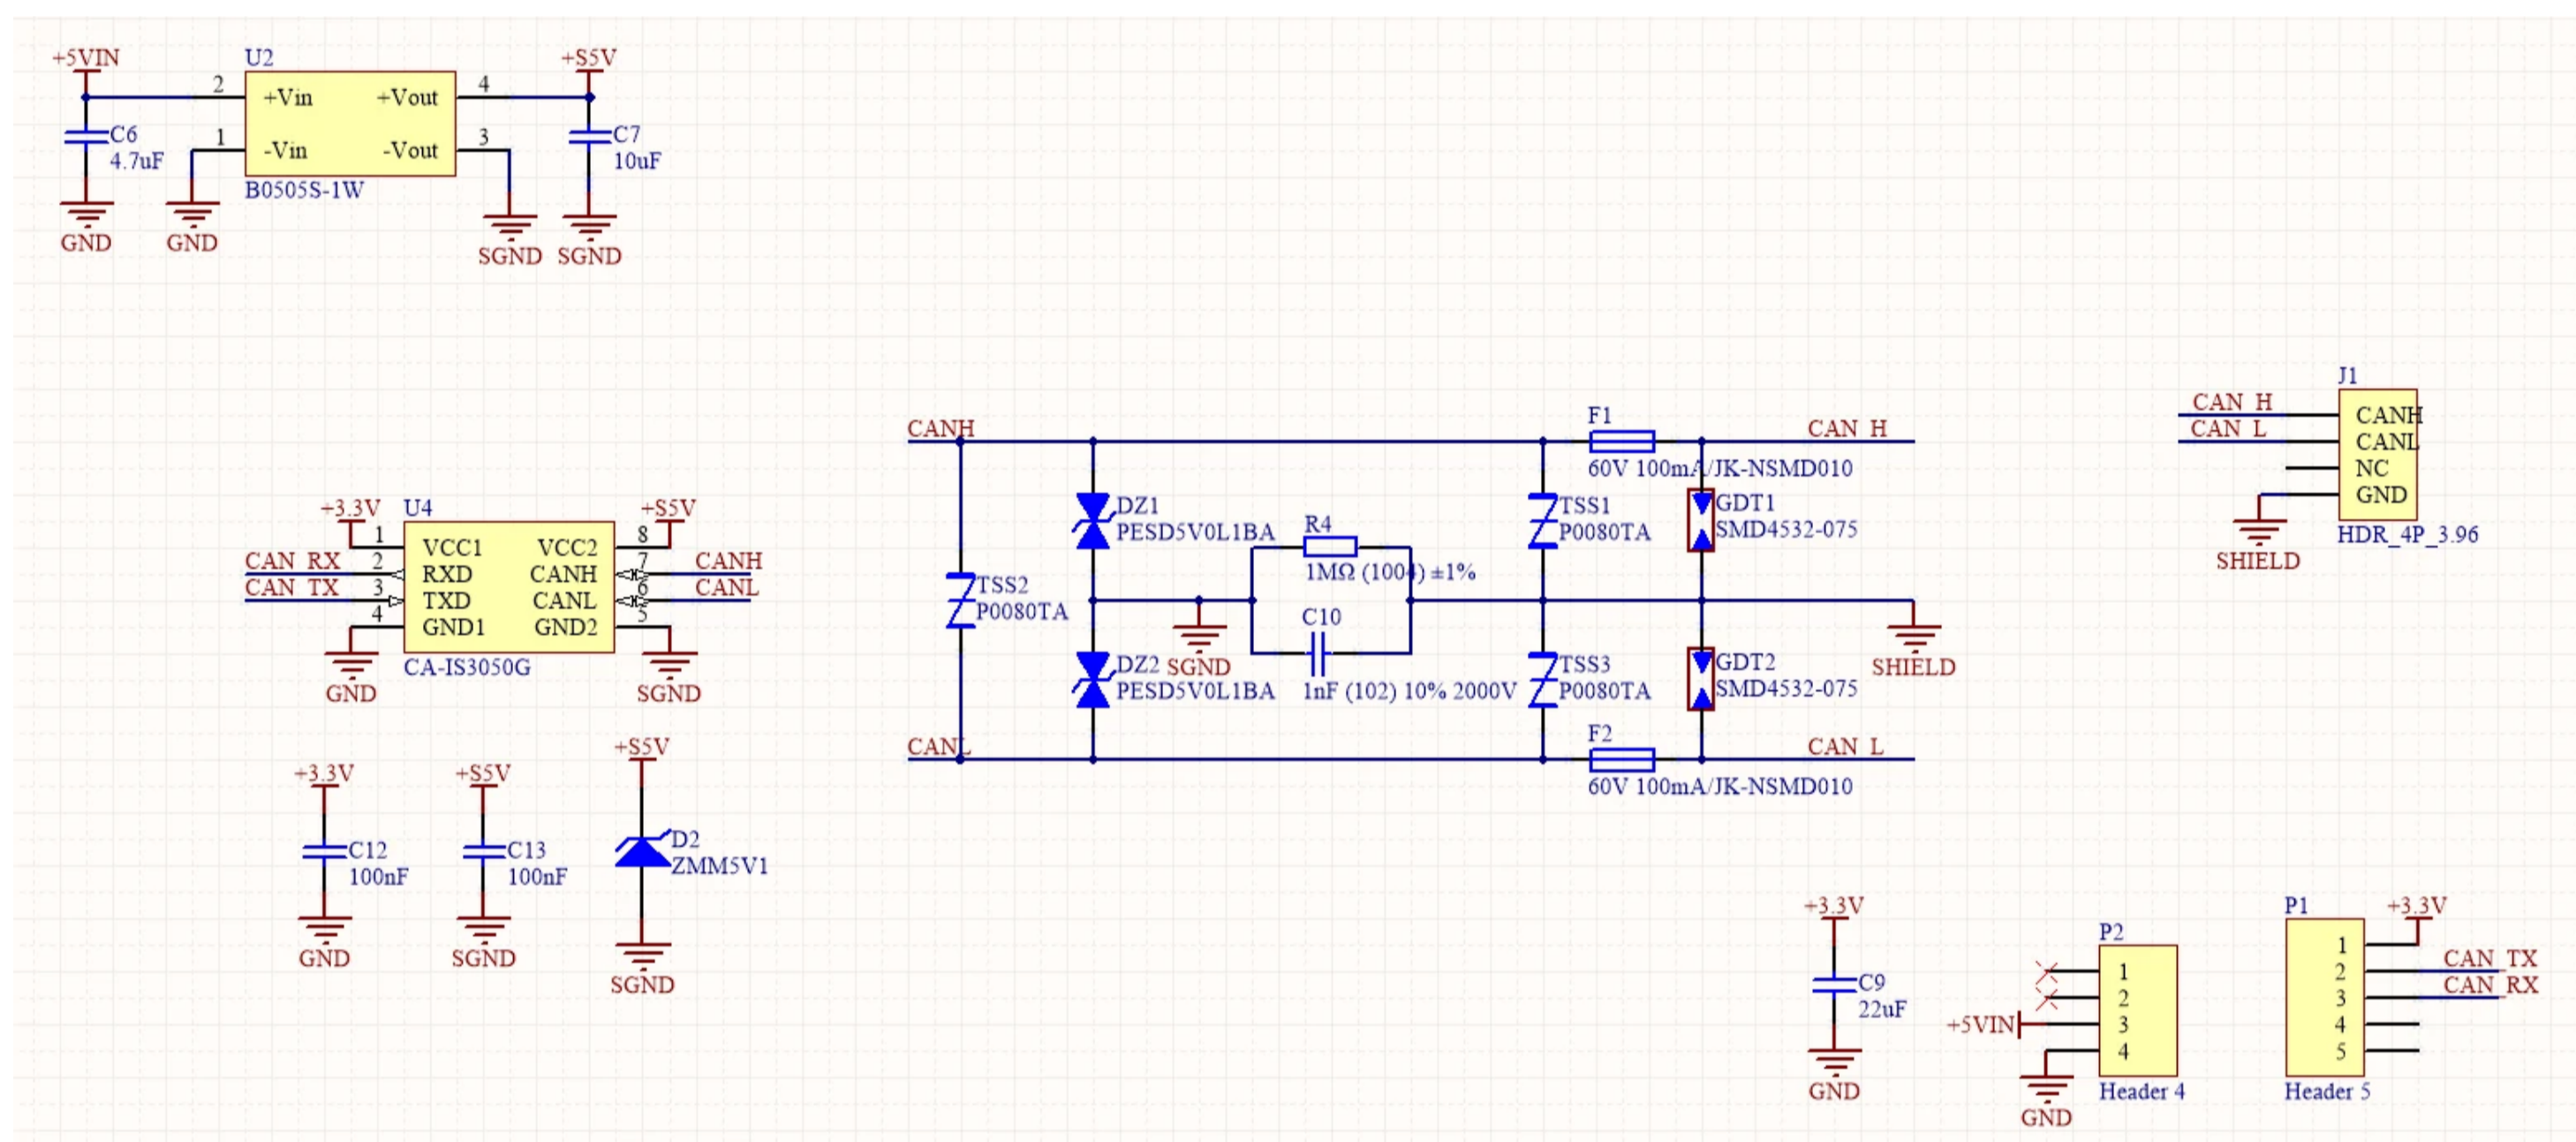 +5VIN
U2
+S5V
2
+Vin
+Vout
4
C6
4.7uF
1
-Vin
-Vout
3
C7
10uF
B0505S-1W
GND
GND
SGND
SGND
+3.3V
U4
+S5V
1
VCC1
VCC2
8
CAN_RX
2
RXD
CANH
7
CANH
CAN_TX
3
TXD
CANL
6
CANL
4
GND1
GND2
5
CA-IS3050G
GND
SGND
+3.3V
C12
100nF
GND
+S5V
C13
100nF
SGND
+S5V
D2
ZMM5V1
SGND
CANH
F1
CAN_H
60V 100mA/JK-NSMD010
DZ1
PESD5V0L1BA
R4
1MΩ (1004) ±1%
TSS1
P0080TA
GDT1
SMD4532-075
TSS2
P0080TA
C10
1nF (102) 10% 2000V
SGND
DZ2
PESD5V0L1BA
TSS3
P0080TA
GDT2
SMD4532-075
SHIELD
CANL
F2
CAN_L
60V 100mA/JK-NSMD010
J1
CAN_H
CANH
CAN_L
CANL
NC
GND
SHIELD
HDR_4P_3.96
+3.3V
C9
22uF
GND
P2
1
2
+5VIN
3
4
GND
Header 4
P1
+3.3V
1
2
CAN_TX
3
CAN_RX
4
5
Header 5